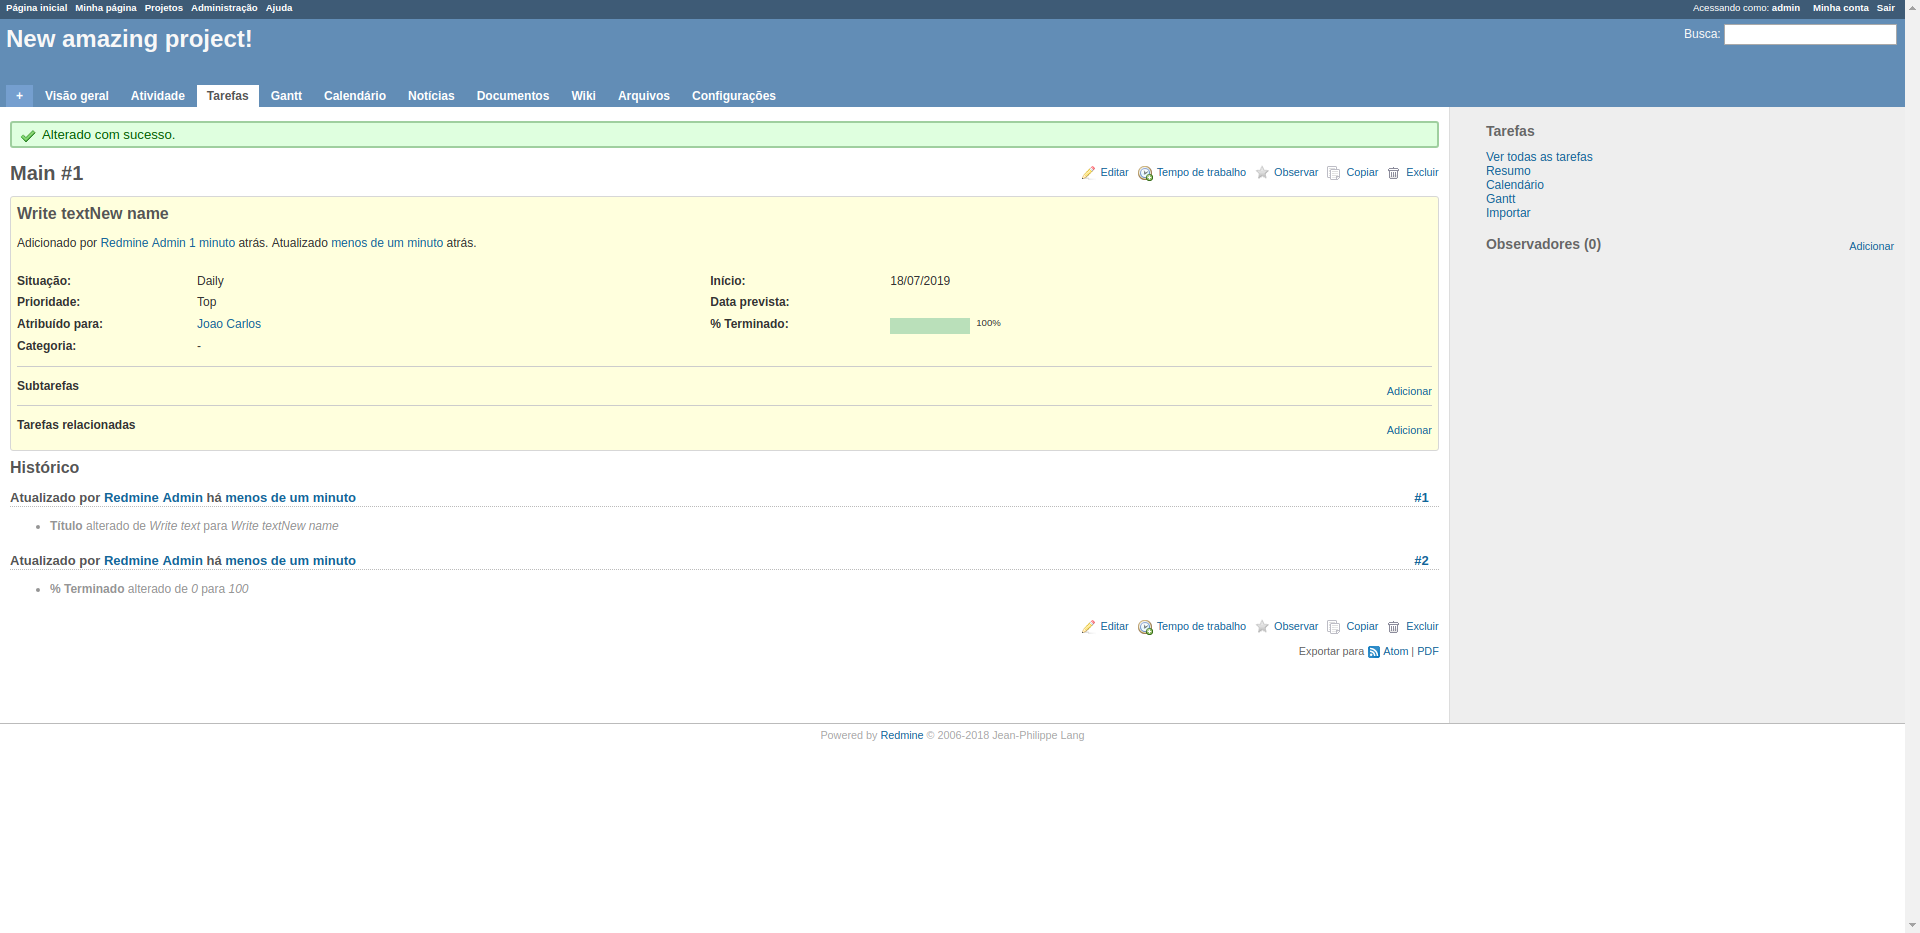 Página inicial Minha página Projetos Administração Ajuda Acessando como: admin Minha conta Sair
New amazing project! Busca:
+ Visão geral Atividade Tarefas Gantt Calendário Notícias Documentos Wiki Arquivos Configurações
Alterado com sucesso.
Main #1 Editar Tempo de trabalho Observar Copiar Excluir
Write textNew name
Adicionado por Redmine Admin 1 minuto atrás. Atualizado menos de um minuto atrás.
Situação: Daily Início: 18/07/2019
Prioridade: Top Data prevista:
Atribuído para: Joao Carlos % Terminado: 100%
Categoria: -
Subtarefas Adicionar
Tarefas relacionadas Adicionar
Histórico
Atualizado por Redmine Admin há menos de um minuto #1
Título alterado de Write text para Write textNew name
Atualizado por Redmine Admin há menos de um minuto #2
% Terminado alterado de 0 para 100
Editar Tempo de trabalho Observar Copiar Excluir
Exportar para Atom | PDF
Tarefas
Ver todas as tarefas
Resumo
Calendário
Gantt
Importar
Observadores (0) Adicionar
Powered by Redmine © 2006-2018 Jean-Philippe Lang